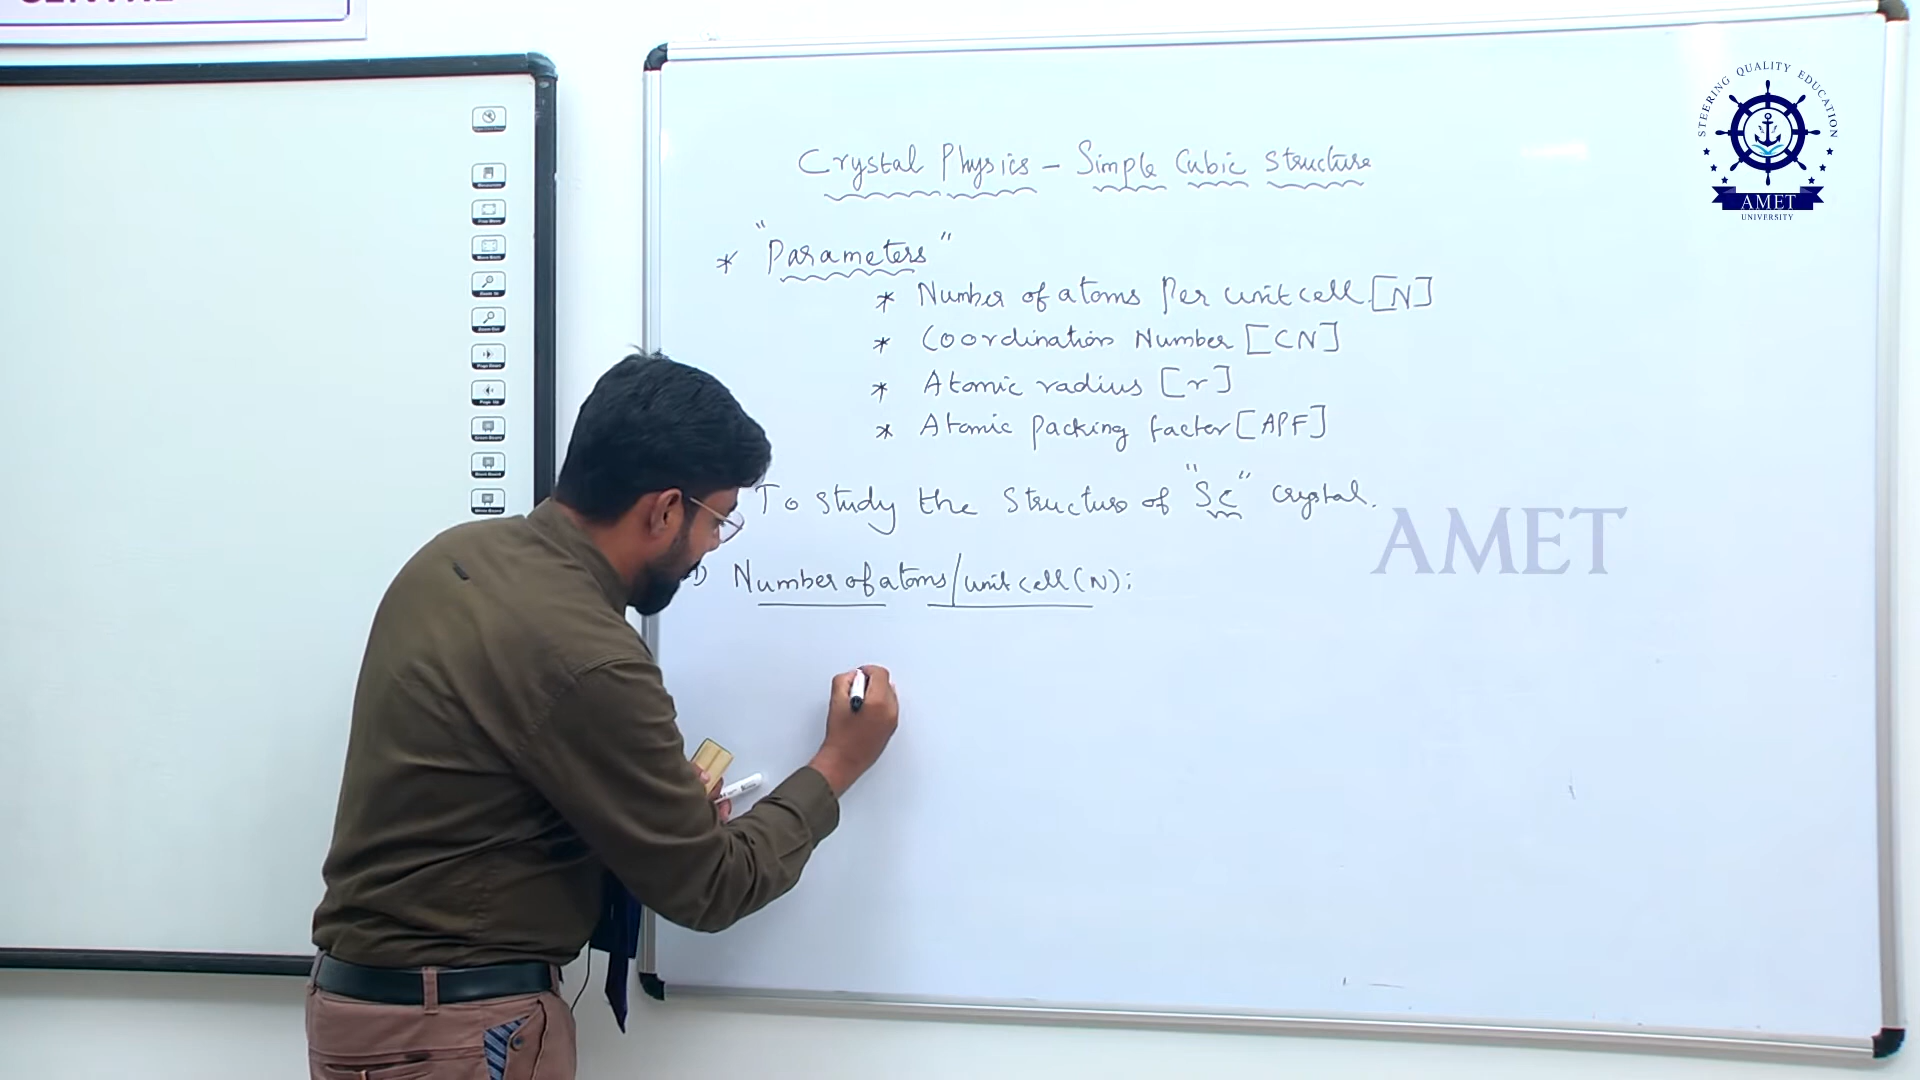 CENTRE
STEERING QUALITY EDUCATION
AMET
UNIVERSITY
Crystal Physics - Simple Cubic Structure
* "Parameters"
* Number of atoms Per unit cell [N]
* Coordination Number [CN]
* Atomic radius [r]
* Atomic Packing factor [APF]
To study the Structure of "SC" crystal.
1) Number of atoms/unit cell (N):
AMET